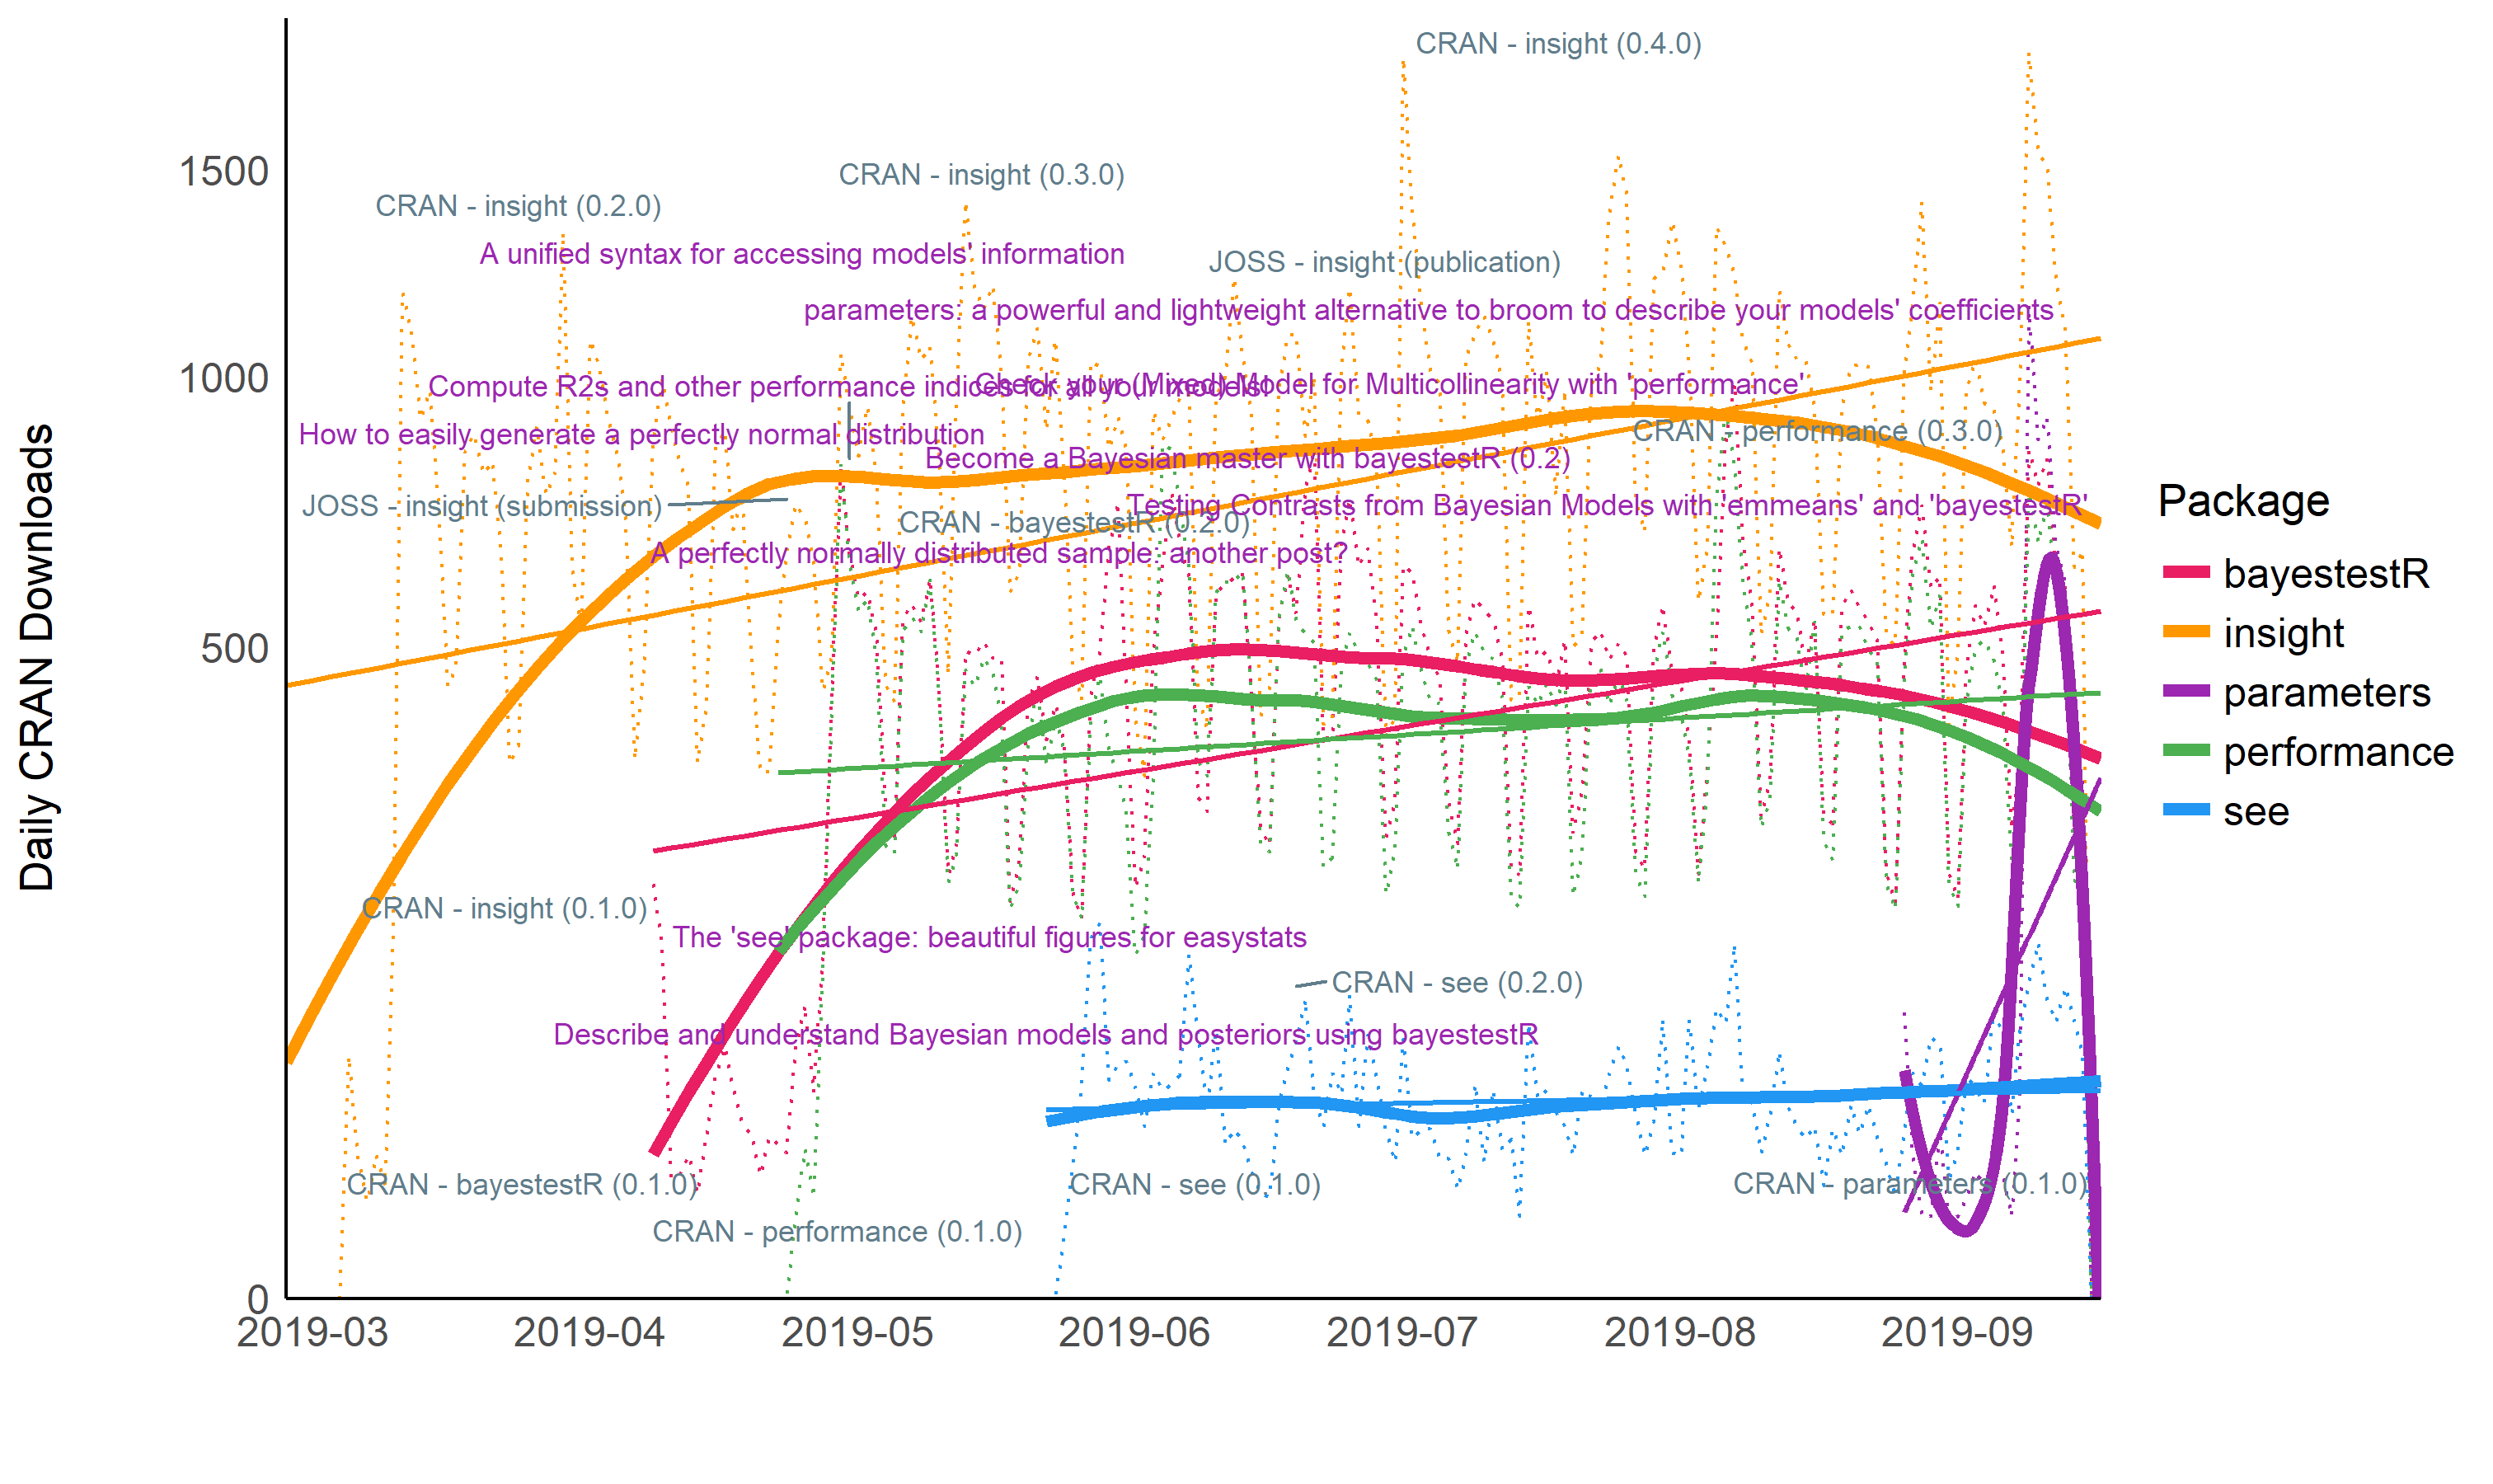 CRAN - insight (0.4.0)
1500
CRAN - insight (0.3.0)
CRAN - insight (0.2.0)
A unified syntax for accessing models' information
JOSS - insight (publication)
parameters: a powerful and lightweight alternative to broom to describe your models' coefficients
1000
Compute R2s and other performance indices for all your models!
Check your (Mixed) Model for Multicollinearity with 'performance'
How to easily generate a perfectly normal distribution
CRAN - performance (0.3.0)
Become a Bayesian master with bayestestR (0.2)
JOSS - insight (submission)
Testing Contrasts from Bayesian Models with 'emmeans' and 'bayestestR'
CRAN - bayestestR (0.2.0)
A perfectly normally distributed sample: another post?
500
Daily CRAN Downloads
CRAN - insight (0.1.0)
The 'see' package: beautiful figures for easystats
CRAN - see (0.2.0)
Describe and understand Bayesian models and posteriors using bayestestR
CRAN - bayestestR (0.1.0)
CRAN - see (0.1.0)
CRAN - parameters (0.1.0)
CRAN - performance (0.1.0)
0
2019-03
2019-04
2019-05
2019-06
2019-07
2019-08
2019-09
Package
bayestestR
insight
parameters
performance
see